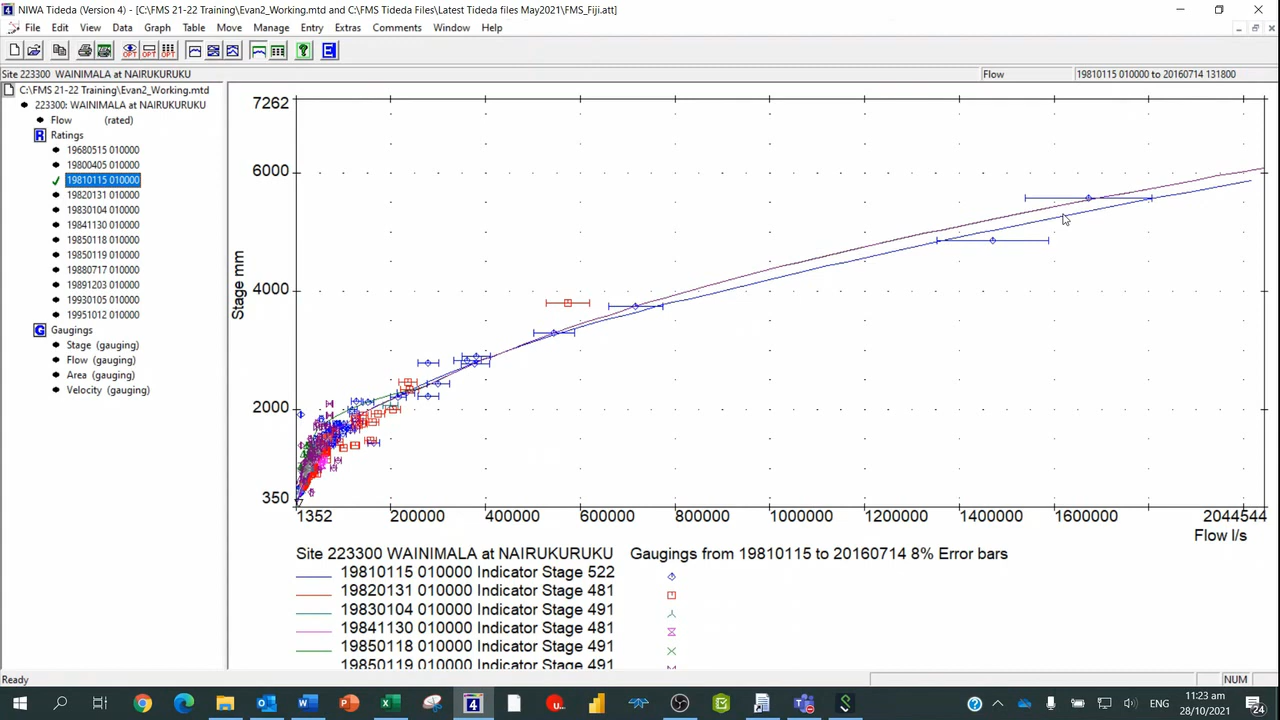 NIWA Tideda (Version 4) - [C:\FMS 21-22 Training\Evan2_Working.mtd and C:\FMS Tideda Files\Latest Tideda files May2021\FMS_Fiji.att]
File Edit View Data Graph Table Move Manage Entry Extras Comments Window Help
Site 223300 WAINIMALA at NAIRUKURUKU
Flow
19810115 010000 to 20160714 131800
C:\FMS 21-22 Training\Evan2_Working.mtd
223300: WAINIMALA at NAIRUKURUKU
Flow (rated)
R Ratings
19680515 010000
19800405 010000
19810115 010000
19820131 010000
19830104 010000
19841130 010000
19850118 010000
19850119 010000
19880717 010000
19891203 010000
19930105 010000
19951012 010000
G Gaugings
Stage (gauging)
Flow (gauging)
Area (gauging)
Velocity (gauging)
7262
6000
4000
2000
350
Stage mm
1352 200000 400000 600000 800000 1000000 1200000 1400000 1600000 2044544
Flow l/s
Site 223300 WAINIMALA at NAIRUKURUKU Gaugings from 19810115 to 20160714 8% Error bars
19810115 010000 Indicator Stage 522
19820131 010000 Indicator Stage 481
19830104 010000 Indicator Stage 491
19841130 010000 Indicator Stage 481
19850118 010000 Indicator Stage 491
19850119 010000 Indicator Stage 491
Ready
NUM
ENG
11:23 am
28/10/2021